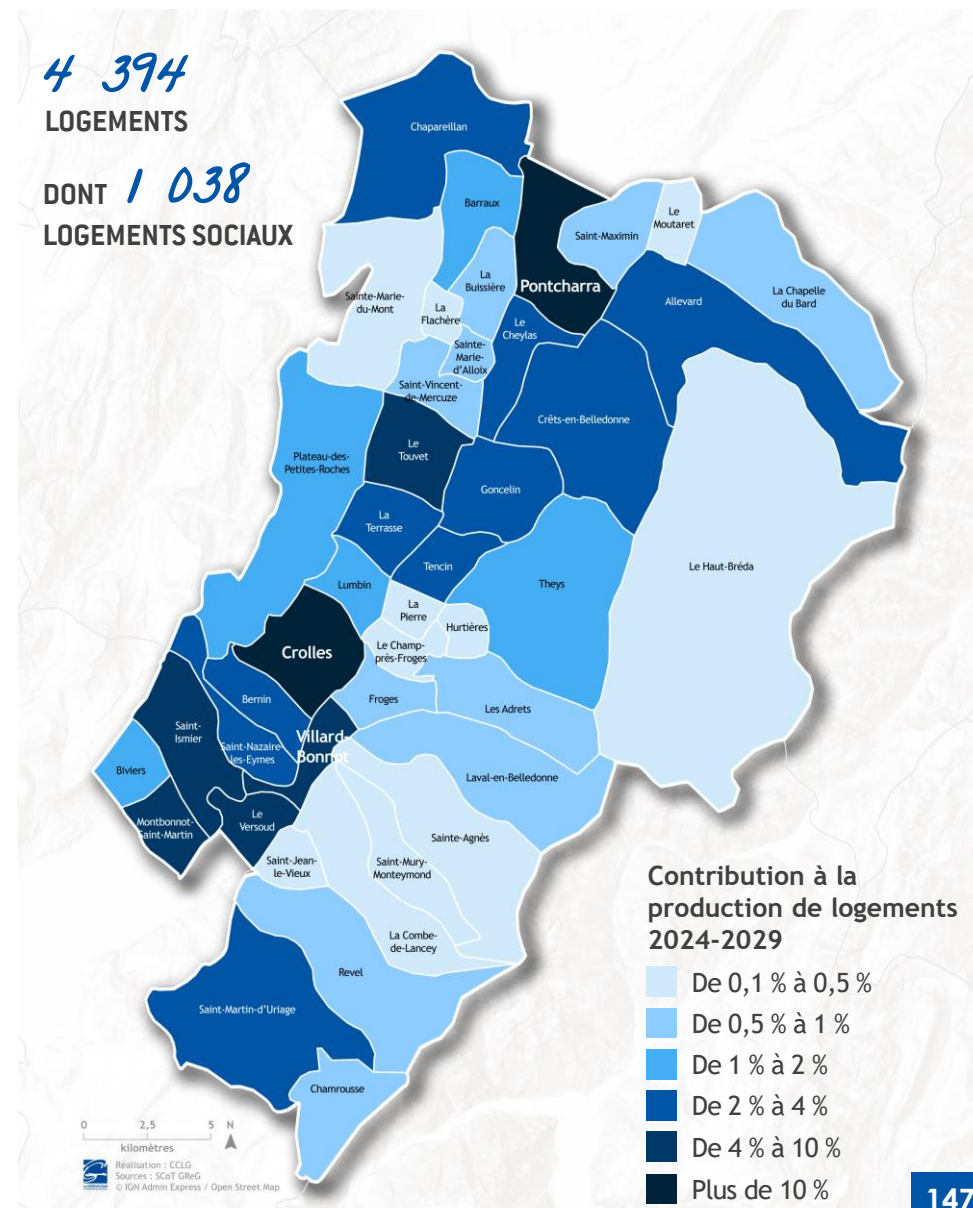 4 394
LOGEMENTS
DONT 1 038
LOGEMENTS SOCIAUX
Chapareillan
Barraux
Le
Moutaret
Saint-Maximin
La
Buissière
Pontcharra
La Chapelle
du Bard
Allevard
Sainte-Marie-
du-Mont
La
Flachère
Le
Cheylas
Sainte-
Marie-
d'Alloix
Saint-Vincent-
de-Mercuze
Crêts-en-Belledonne
Le
Touvet
Plateau-des-
Petites-Roches
Goncelin
La
Terrasse
Tencin
Le Haut-Bréda
Lumbin
Theys
La
Pierre
Hurtières
Crolles
Le Champ-
près-Froges
Bernin
Froges
Les Adrets
Saint-
Ismier
Villard-
Bonnot
Saint-Nazaire-
les-Eymes
Biviers
Laval-en-Belledonne
Montbonnot-
Saint-Martin
Le
Versoud
Sainte-Agnès
Saint-Jean-
le-Vieux
Saint-Mury-
Monteymond
La Combe-
de-Lancey
Revel
Saint-Martin-d'Uriage
Chamrousse
Contribution à la
production de logements
2024-2029
De 0,1 % à 0,5 %
De 0,5 % à 1 %
De 1 % à 2 %
De 2 % à 4 %
De 4 % à 10 %
Plus de 10 %
0 2,5 5 N
kilomètres
Réalisation : CCLG
Sources : SCoT GReG
© IGN Admin Express / Open Street Map
147